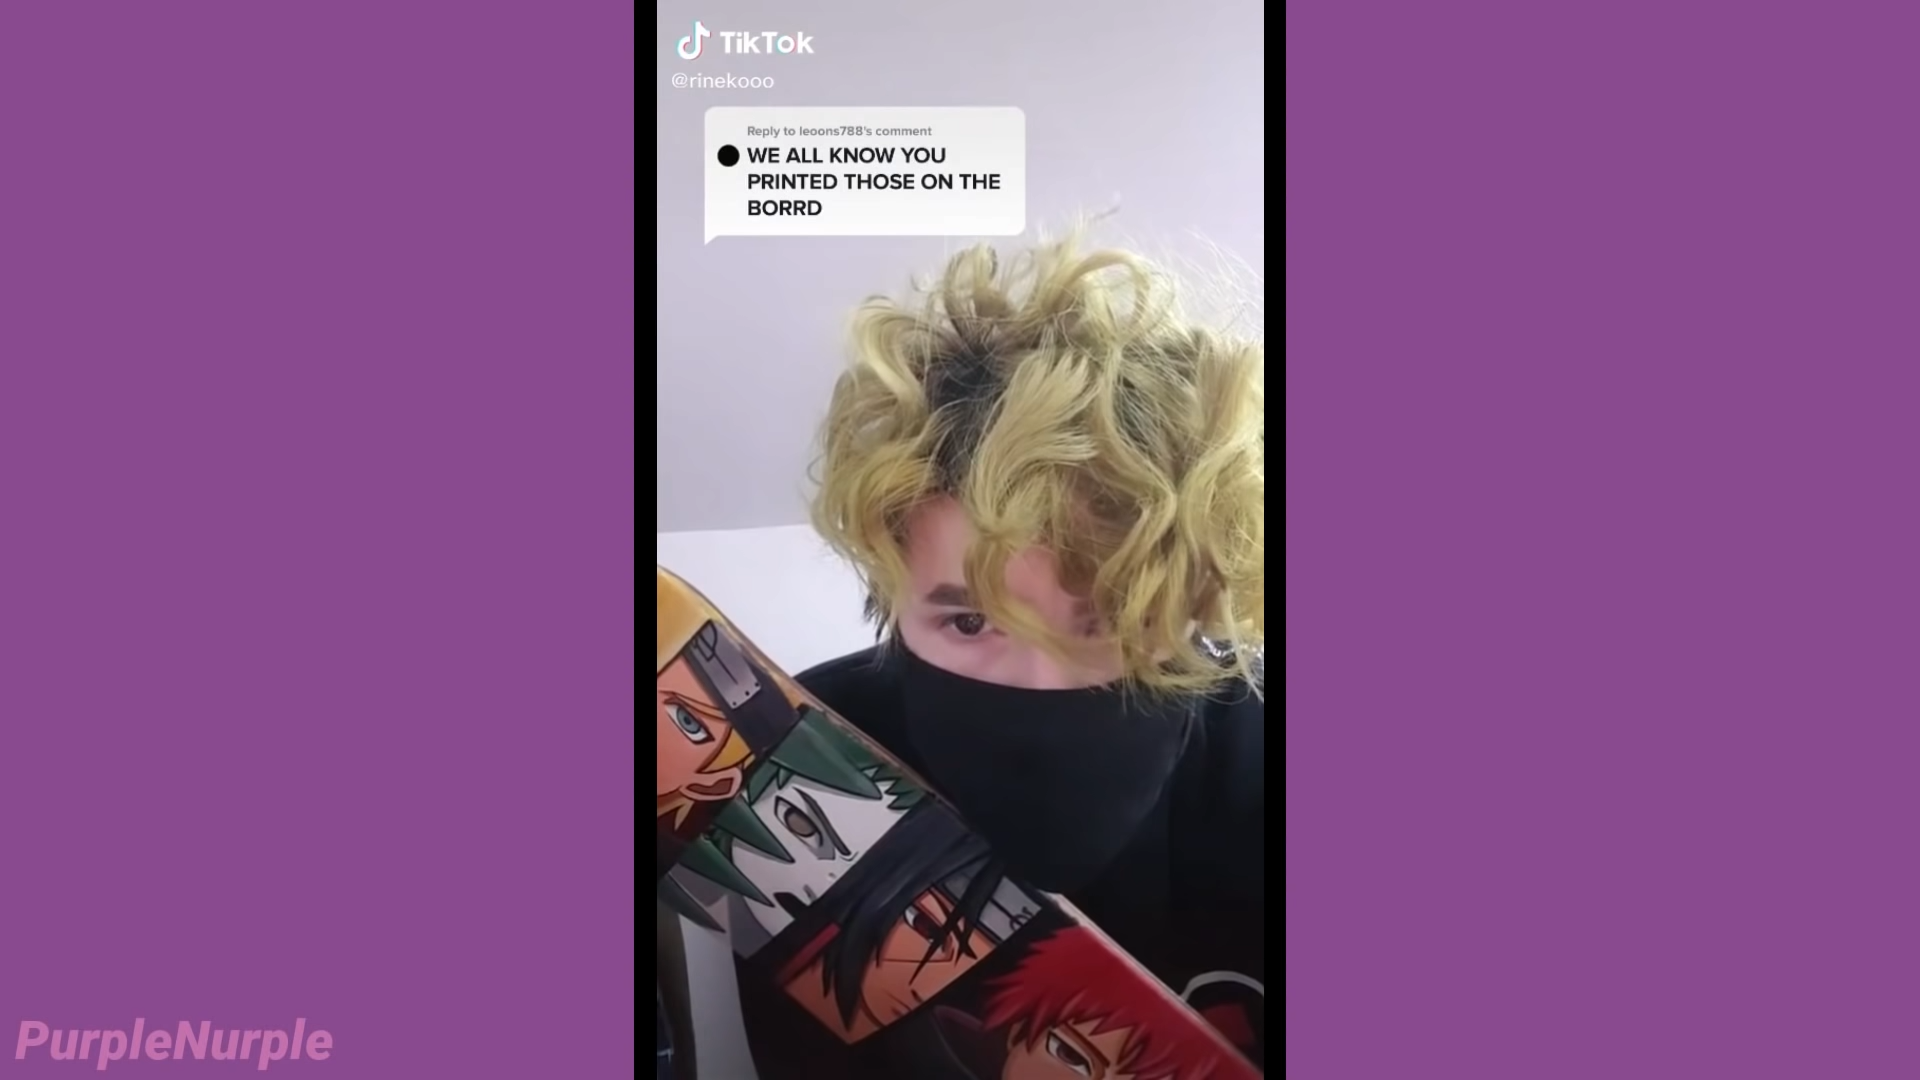 TikTok
@rinekooo
Reply to leoons788's comment
WE ALL KNOW YOU
PRINTED THOSE ON THE
BORRD
PurpleNurple